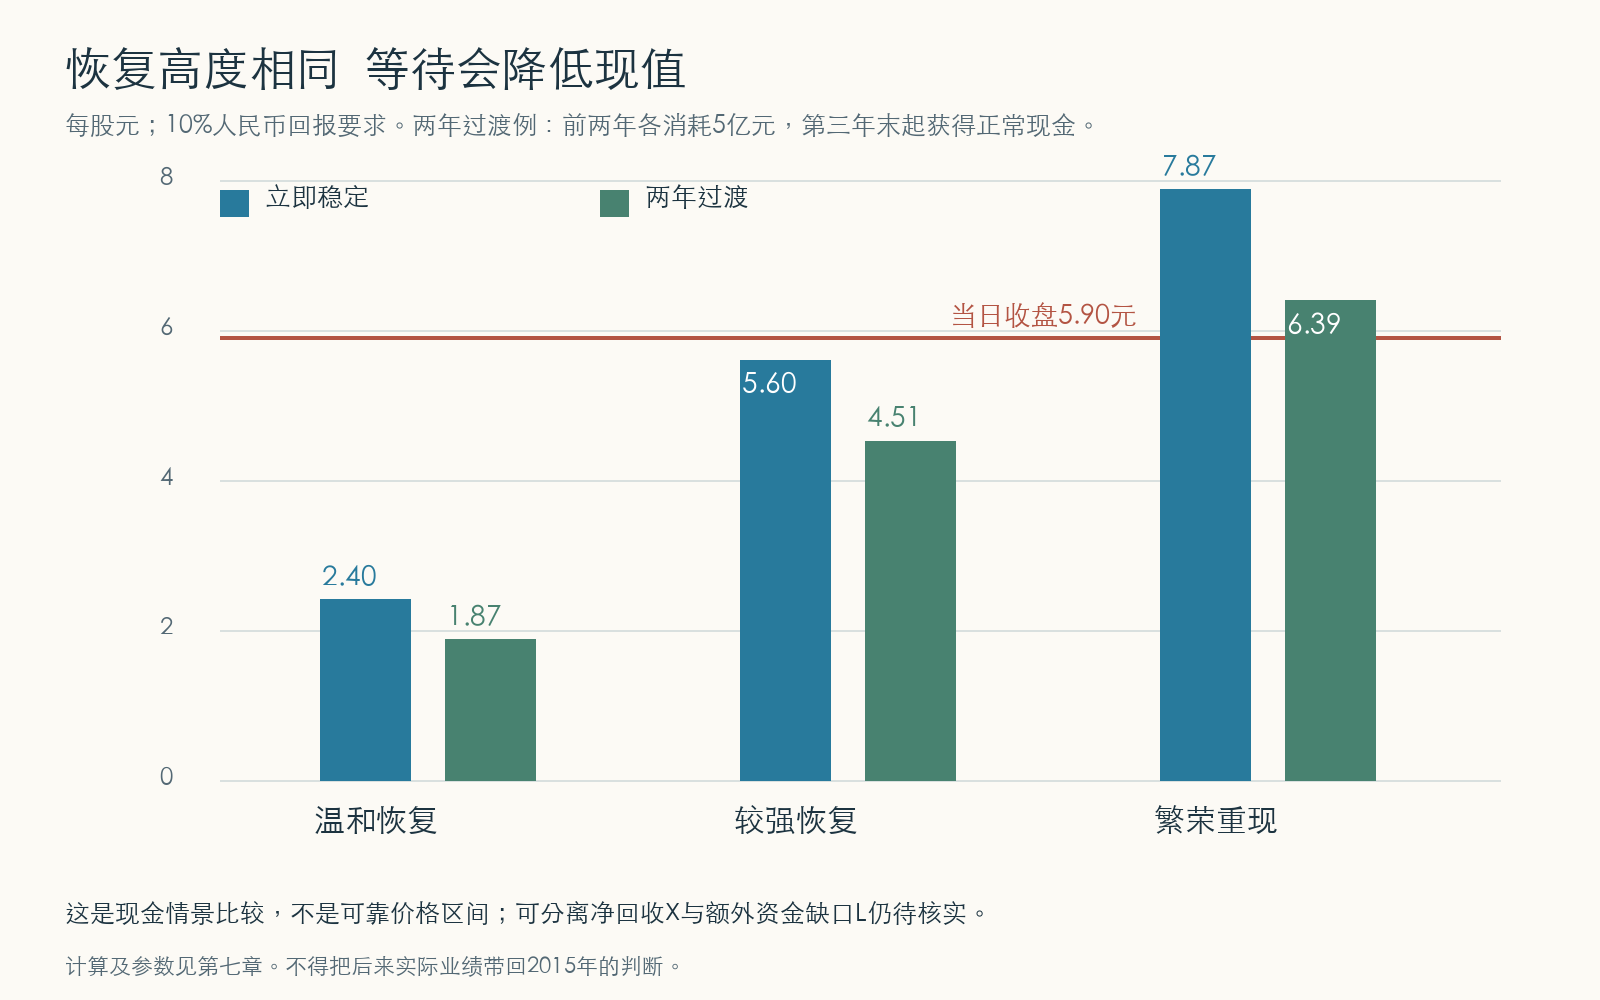 恢复高度相同 等待会降低现值
每股元；10%人民币回报要求。两年过渡例：前两年各消耗5亿元，第三年末起获得正常现金。
8
立即稳定
两年过渡
7.87
6
当日收盘5.90元
6.39
5.60
4.51
4
2.40
1.87
2
0
温和恢复
较强恢复
繁荣重现
这是现金情景比较，不是可靠价格区间；可分离净回收X与额外资金缺口L仍待核实。
计算及参数见第七章。不得把后来实际业绩带回2015年的判断。